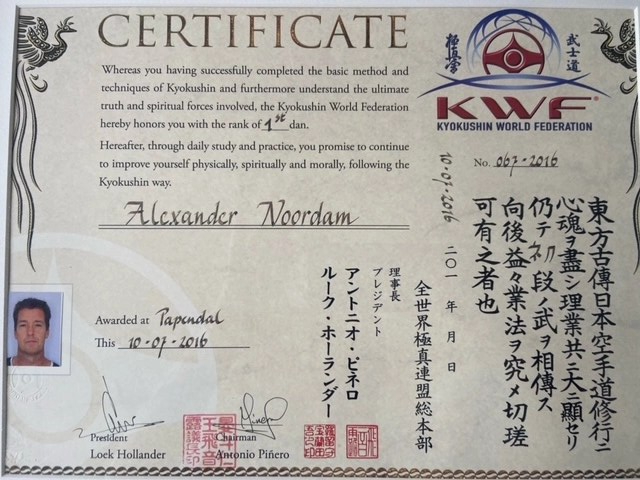 CERTIFICATE
Whereas you having successfully completed the basic method and
techniques of Kyokushin and furthermore understand the ultimate
truth and spiritual forces involved, the Kyokushin World Federation
hereby honors you with the rank of 1st dan.
Hereafter, through daily study and practice, you promise to continue
to improve yourself physically, spiritually and morally, following the
Kyokushin way.
Alexander Noordam
Awarded at Papendal
This 10-07-2016
President
Loek Hollander
Chairman
Antonio Piñero
極真学
武士道
KWF
KYOKUSHIN WORLD FEDERATION
No. 067-2016
東方古傳日本空手道修行ニ
心魂ヲ盡シ理業共ニ大ニ顯セリ
仍テ初段ノ武ヲ相傳ス
向後益々業法ヲ究メ切瑳
可有之者也
10-07-2016
二〇一 年 月 日
全世界極真連盟総本部
理事長
プレジデント
アントニオ・ピネロ
ルーク・ホーランダー